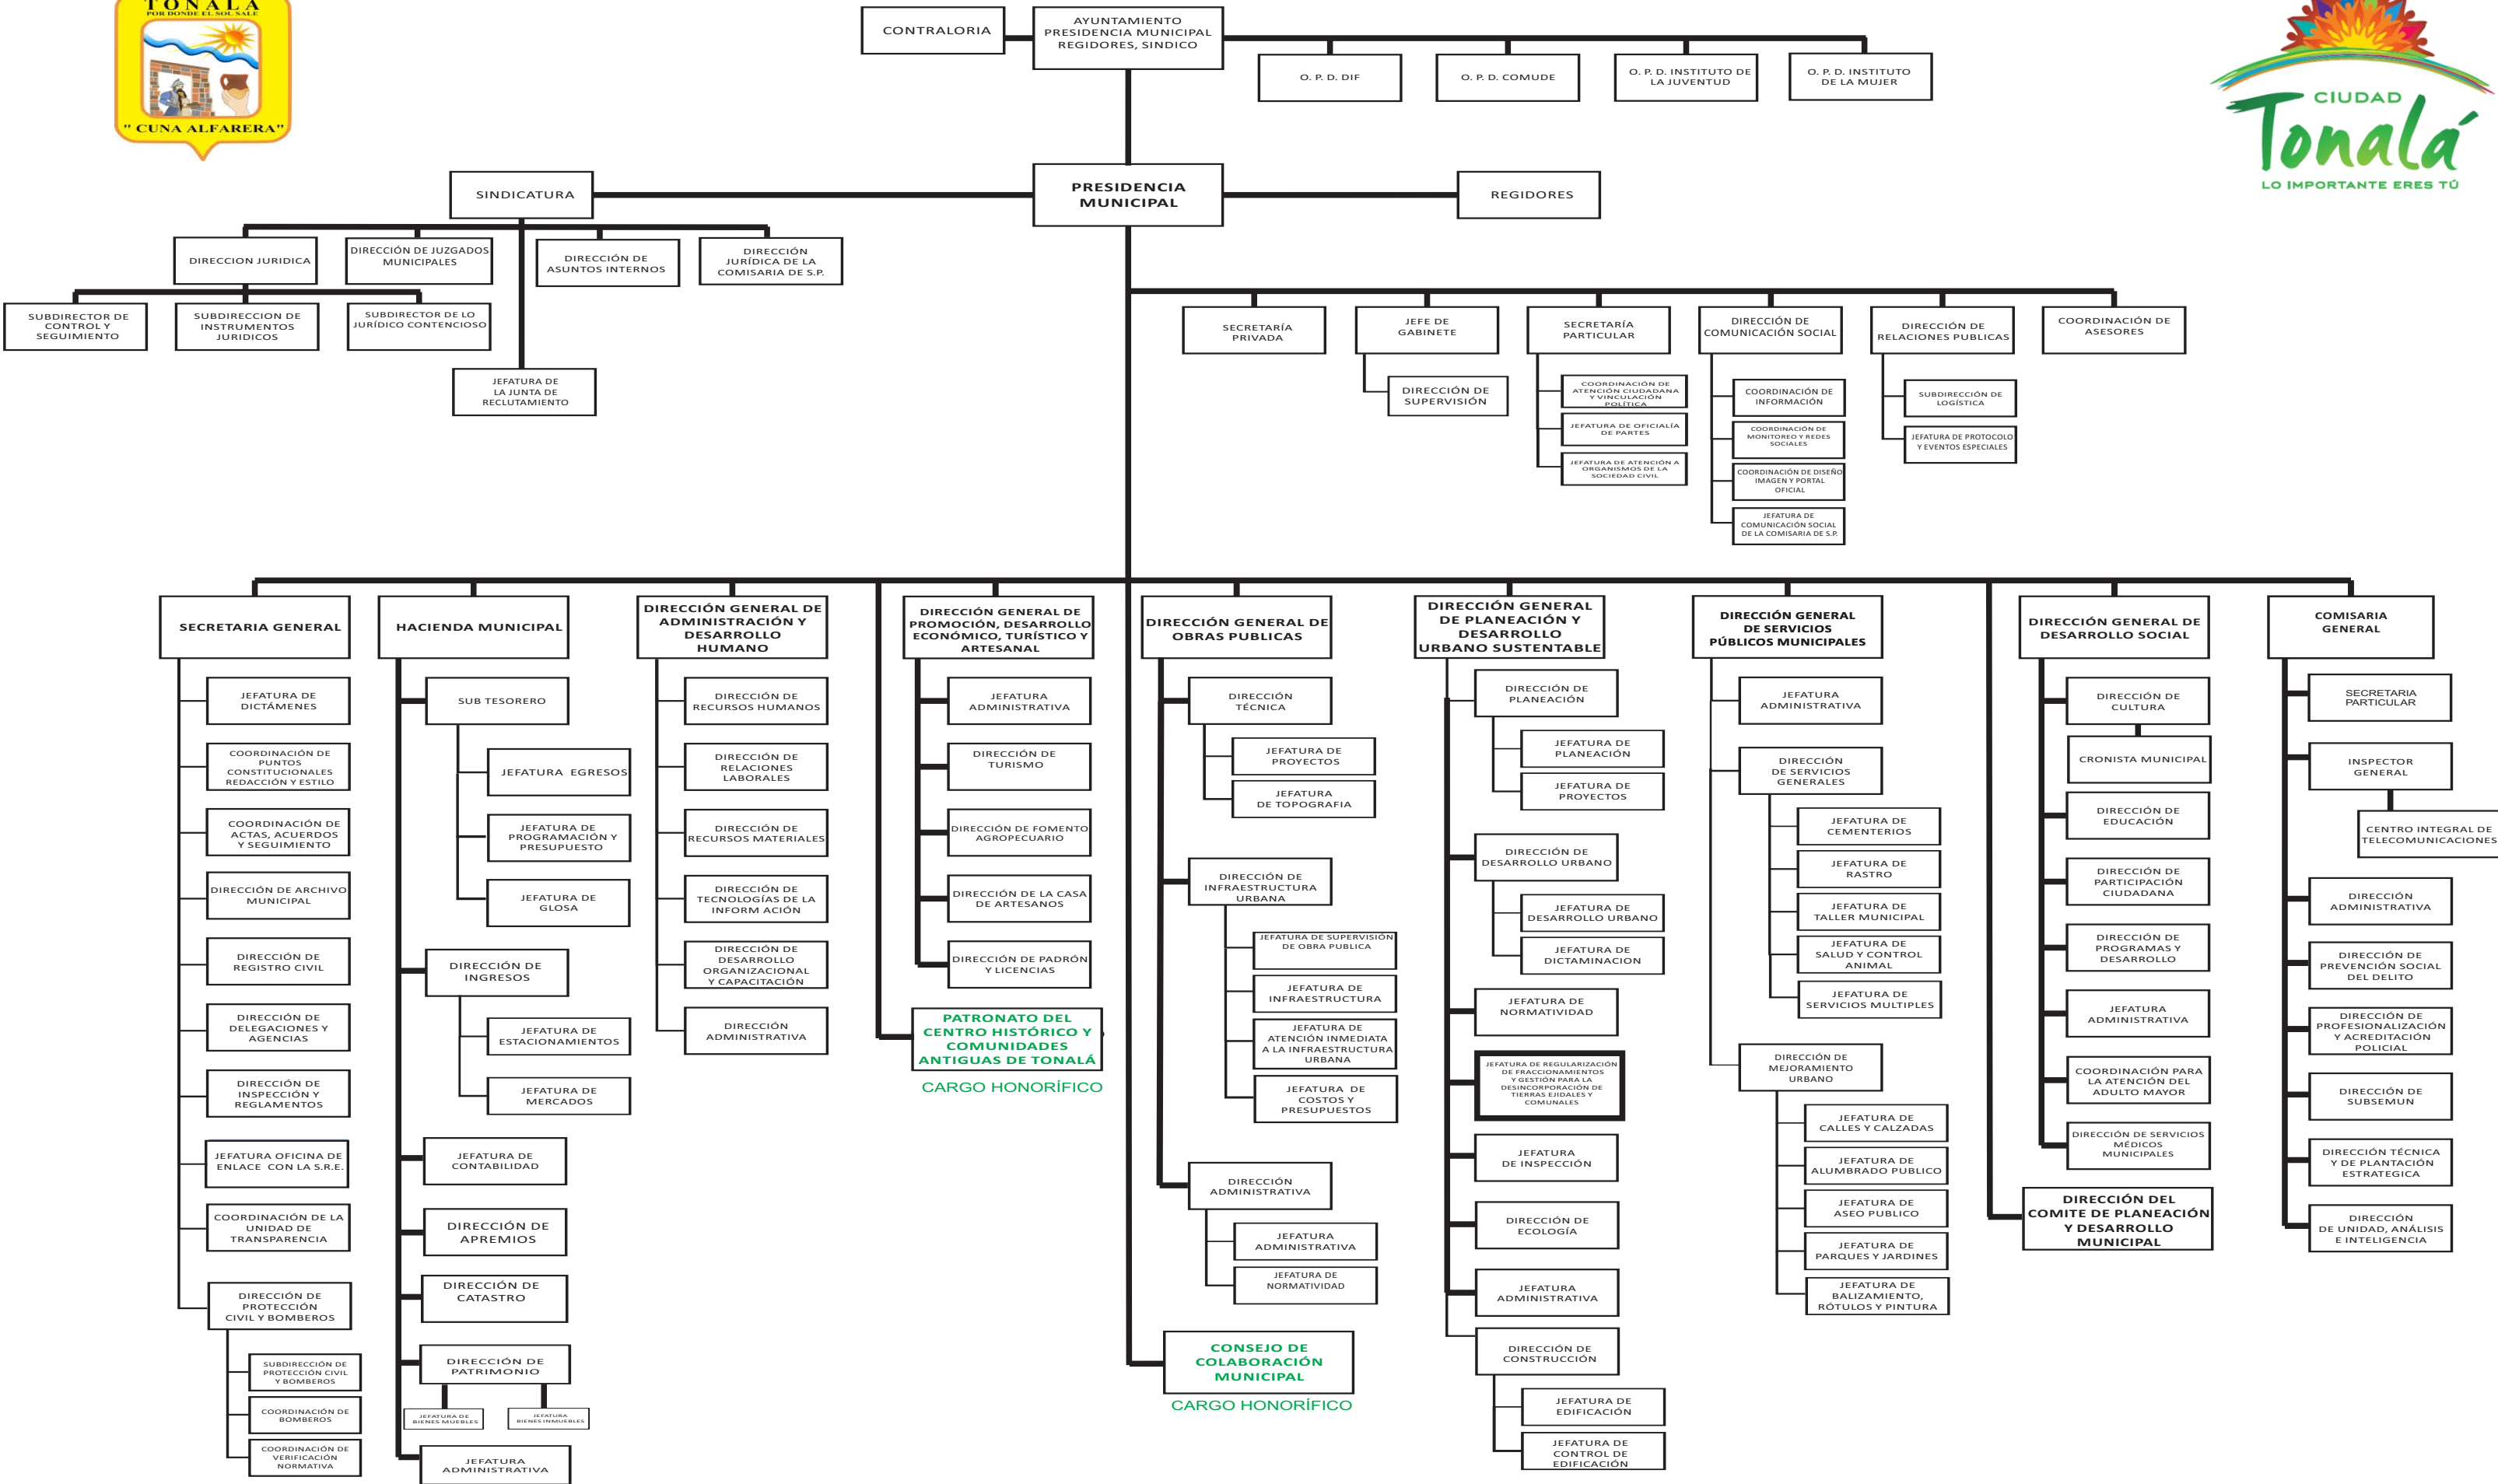 TONALA
POR DONDE EL SOL SALE
" CUNA ALFARERA"
CONTRALORIA
AYUNTAMIENTO
PRESIDENCIA MUNICIPAL
REGIDORES, SINDICO
O. P. D. DIF
O. P. D. COMUDE
O. P. D. INSTITUTO DE
LA JUVENTUD
O. P. D. INSTITUTO
DE LA MUJER
CIUDAD
Tonalá
LO IMPORTANTE ERES TÚ
SINDICATURA
PRESIDENCIA
MUNICIPAL
REGIDORES
DIRECCION JURIDICA
DIRECCIÓN DE JUZGADOS
MUNICIPALES
DIRECCIÓN DE
ASUNTOS INTERNOS
DIRECCIÓN
JURÍDICA DE LA
COMISARIA DE S.P.
SUBDIRECTOR DE
CONTROL Y
SEGUIMIENTO
SUBDIRECCION DE
INSTRUMENTOS
JURIDICOS
SUBDIRECTOR DE LO
JURÍDICO CONTENCIOSO
JEFATURA DE
LA JUNTA DE
RECLUTAMIENTO
SECRETARÍA
PRIVADA
JEFE DE
GABINETE
DIRECCIÓN DE
SUPERVISIÓN
SECRETARÍA
PARTICULAR
COORDINACIÓN DE
ATENCIÓN CIUDADANA
Y VINCULACIÓN
POLÍTICA
JEFATURA DE OFICIALÍA
DE PARTES
JEFATURA DE ATENCIÓN A
ORGANISMOS DE LA
SOCIEDAD CIVIL
DIRECCIÓN DE
COMUNICACIÓN SOCIAL
COORDINACIÓN DE
INFORMACIÓN
COORDINACIÓN DE
MONITOREO Y REDES
SOCIALES
COORDINACIÓN DE DISEÑO
IMAGEN Y PORTAL
OFICIAL
JEFATURA DE
COMUNICACIÓN SOCIAL
DE LA COMISARIA DE S.P.
DIRECCIÓN DE
RELACIONES PUBLICAS
SUBDIRECCIÓN DE
LOGÍSTICA
JEFATURA DE PROTOCOLO
Y EVENTOS ESPECIALES
COORDINACIÓN DE
ASESORES
SECRETARIA GENERAL
JEFATURA DE
DICTÁMENES
COORDINACIÓN DE
PUNTOS
CONSTITUCIONALES
REDACCIÓN Y ESTILO
COORDINACIÓN DE
ACTAS, ACUERDOS
Y SEGUIMIENTO
DIRECCIÓN DE ARCHIVO
MUNICIPAL
DIRECCIÓN DE
REGISTRO CIVIL
DIRECCIÓN DE
DELEGACIONES Y
AGENCIAS
DIRECCIÓN DE
INSPECCIÓN Y
REGLAMENTOS
JEFATURA OFICINA DE
ENLACE CON LA S.R.E.
COORDINACIÓN DE LA
UNIDAD DE
TRANSPARENCIA
DIRECCIÓN DE
PROTECCIÓN
CIVIL Y BOMBEROS
SUBDIRECCIÓN DE
PROTECCIÓN CIVIL
Y BOMBEROS
COORDINACIÓN DE
BOMBEROS
COORDINACIÓN DE
VERIFICACIÓN
NORMATIVA
HACIENDA MUNICIPAL
SUB TESORERO
JEFATURA EGRESOS
JEFATURA DE
PROGRAMACIÓN Y
PRESUPUESTO
JEFATURA DE
GLOSA
DIRECCIÓN DE
INGRESOS
JEFATURA DE
ESTACIONAMIENTOS
JEFATURA DE
MERCADOS
JEFATURA DE
CONTABILIDAD
DIRECCIÓN DE
APREMIOS
DIRECCIÓN DE
CATASTRO
DIRECCIÓN DE
PATRIMONIO
JEFATURA DE
BIENES MUEBLES
JEFATURA
BIENES INMUEBLES
JEFATURA
ADMINISTRATIVA
DIRECCIÓN GENERAL DE
ADMINISTRACIÓN Y
DESARROLLO
HUMANO
DIRECCIÓN DE
RECURSOS HUMANOS
DIRECCIÓN DE
RELACIONES
LABORALES
DIRECCIÓN DE
RECURSOS MATERIALES
DIRECCIÓN DE
TECNOLOGÍAS DE LA
INFORM ACIÓN
DIRECCIÓN DE
DESARROLLO
ORGANIZACIONAL
Y CAPACITACIÓN
DIRECCIÓN
ADMINISTRATIVA
DIRECCIÓN GENERAL DE
PROMOCIÓN, DESARROLLO
ECONÓMICO, TURÍSTICO Y
ARTESANAL
JEFATURA
ADMINISTRATIVA
DIRECCIÓN DE
TURISMO
DIRECCIÓN DE FOMENTO
AGROPECUARIO
DIRECCIÓN DE LA CASA
DE ARTESANOS
DIRECCIÓN DE PADRÓN
Y LICENCIAS
PATRONATO DEL
CENTRO HISTÓRICO Y
COMUNIDADES
ANTIGUAS DE TONALÁ
CARGO HONORÍFICO
DIRECCIÓN GENERAL DE
OBRAS PUBLICAS
DIRECCIÓN
TÉCNICA
JEFATURA DE
PROYECTOS
JEFATURA
DE TOPOGRAFIA
DIRECCIÓN DE
INFRAESTRUCTURA
URBANA
JEFATURA DE SUPERVISIÓN
DE OBRA PUBLICA
JEFATURA DE
INFRAESTRUCTURA
JEFATURA DE
ATENCIÓN INMEDIATA
A LA INFRAESTRUCTURA
URBANA
JEFATURA DE
COSTOS Y
PRESUPUESTOS
DIRECCIÓN
ADMINISTRATIVA
JEFATURA
ADMINISTRATIVA
JEFATURA DE
NORMATIVIDAD
CONSEJO DE
COLABORACIÓN
MUNICIPAL
CARGO HONORÍFICO
DIRECCIÓN GENERAL
DE PLANEACIÓN Y
DESARROLLO
URBANO SUSTENTABLE
DIRECCIÓN DE
PLANEACIÓN
JEFATURA DE
PLANEACIÓN
JEFATURA DE
PROYECTOS
DIRECCIÓN DE
DESARROLLO URBANO
JEFATURA DE
DESARROLLO URBANO
JEFATURA DE
DICTAMINACION
JEFATURA DE
NORMATIVIDAD
JEFATURA DE REGULARIZACIÓN
DE FRACCIONAMIENTOS
Y GESTIÓN PARA LA
DESINCORPORACIÓN DE
TIERRAS EJIDALES Y
COMUNALES
JEFATURA
DE INSPECCIÓN
DIRECCIÓN DE
ECOLOGÍA
JEFATURA
ADMINISTRATIVA
DIRECCIÓN DE
CONSTRUCCIÓN
JEFATURA DE
EDIFICACIÓN
JEFATURA DE
CONTROL DE
EDIFICACIÓN
DIRECCIÓN GENERAL
DE SERVICIOS
PÚBLICOS MUNICIPALES
JEFATURA
ADMINISTRATIVA
DIRECCIÓN
DE SERVICIOS
GENERALES
JEFATURA DE
CEMENTERIOS
JEFATURA DE
RASTRO
JEFATURA DE
TALLER MUNICIPAL
JEFATURA DE
SALUD Y CONTROL
ANIMAL
JEFATURA DE
SERVICIOS MULTIPLES
DIRECCIÓN DE
MEJORAMIENTO
URBANO
JEFATURA DE
CALLES Y CALZADAS
JEFATURA DE
ALUMBRADO PUBLICO
JEFATURA DE
ASEO PUBLICO
JEFATURA DE
PARQUES Y JARDINES
JEFATURA DE
BALIZAMIENTO,
RÓTULOS Y PINTURA
DIRECCIÓN GENERAL DE
DESARROLLO SOCIAL
DIRECCIÓN DE
CULTURA
CRONISTA MUNICIPAL
DIRECCIÓN DE
EDUCACIÓN
DIRECCIÓN DE
PARTICIPACIÓN
CIUDADANA
DIRECCIÓN DE
PROGRAMAS Y
DESARROLLO
JEFATURA
ADMINISTRATIVA
COORDINACIÓN PARA
LA ATENCIÓN DEL
ADULTO MAYOR
DIRECCIÓN DE SERVICIOS
MÉDICOS
MUNICIPALES
DIRECCIÓN DEL
COMITE DE PLANEACIÓN
Y DESARROLLO
MUNICIPAL
COMISARIA
GENERAL
SECRETARIA
PARTICULAR
INSPECTOR
GENERAL
CENTRO INTEGRAL DE
TELECOMUNICACIONES
DIRECCIÓN
ADMINISTRATIVA
DIRECCIÓN DE
PREVENCIÓN SOCIAL
DEL DELITO
DIRECCIÓN DE
PROFESIONALIZACIÓN
Y ACREDITACIÓN
POLICIAL
DIRECCIÓN DE
SUBSEMUN
DIRECCIÓN TÉCNICA
Y DE PLANTACIÓN
ESTRATEGICA
DIRECCIÓN
DE UNIDAD, ANÁLISIS
E INTELIGENCIA